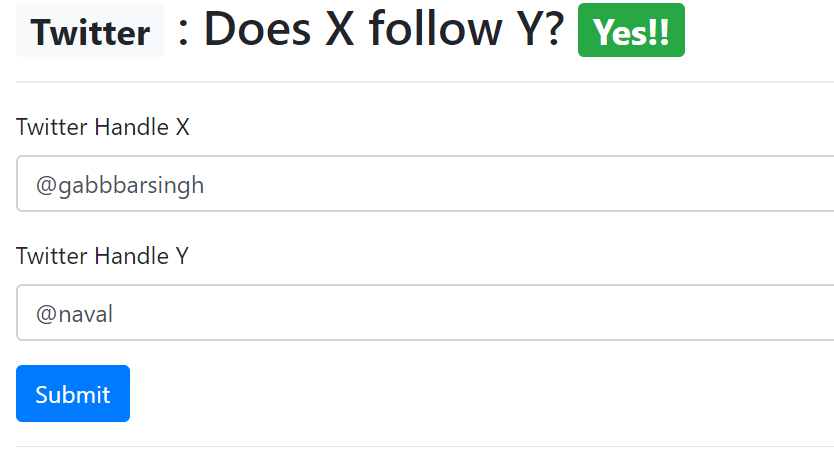 Twitter : Does X follow Y? Yes!!
Twitter Handle X
@gabbbarsingh
Twitter Handle Y
@naval
Submit